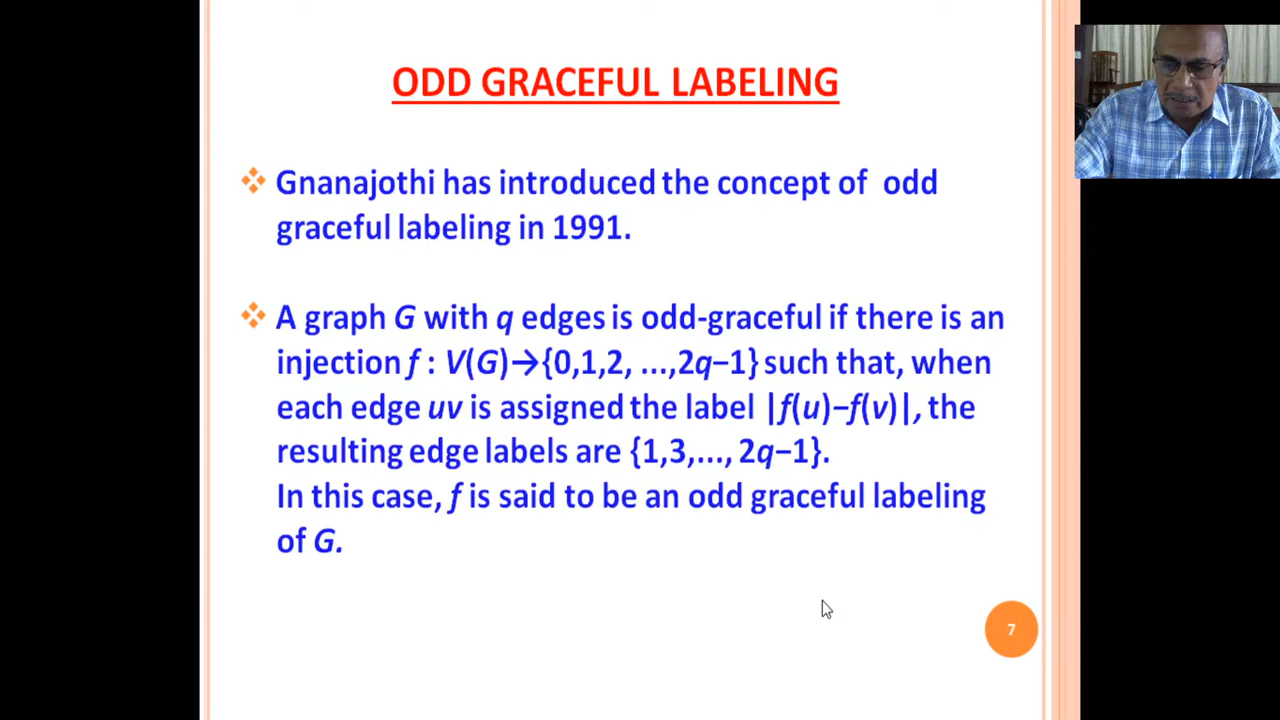 ODD GRACEFUL LABELING
Gnanajothi has introduced the concept of odd
graceful labeling in 1991.
A graph G with q edges is odd-graceful if there is an
injection f : V(G)→{0,1,2, ...,2q−1} such that, when
each edge uv is assigned the label |f(u)−f(v)|, the
resulting edge labels are {1,3,..., 2q−1}.
In this case, f is said to be an odd graceful labeling
of G.
7